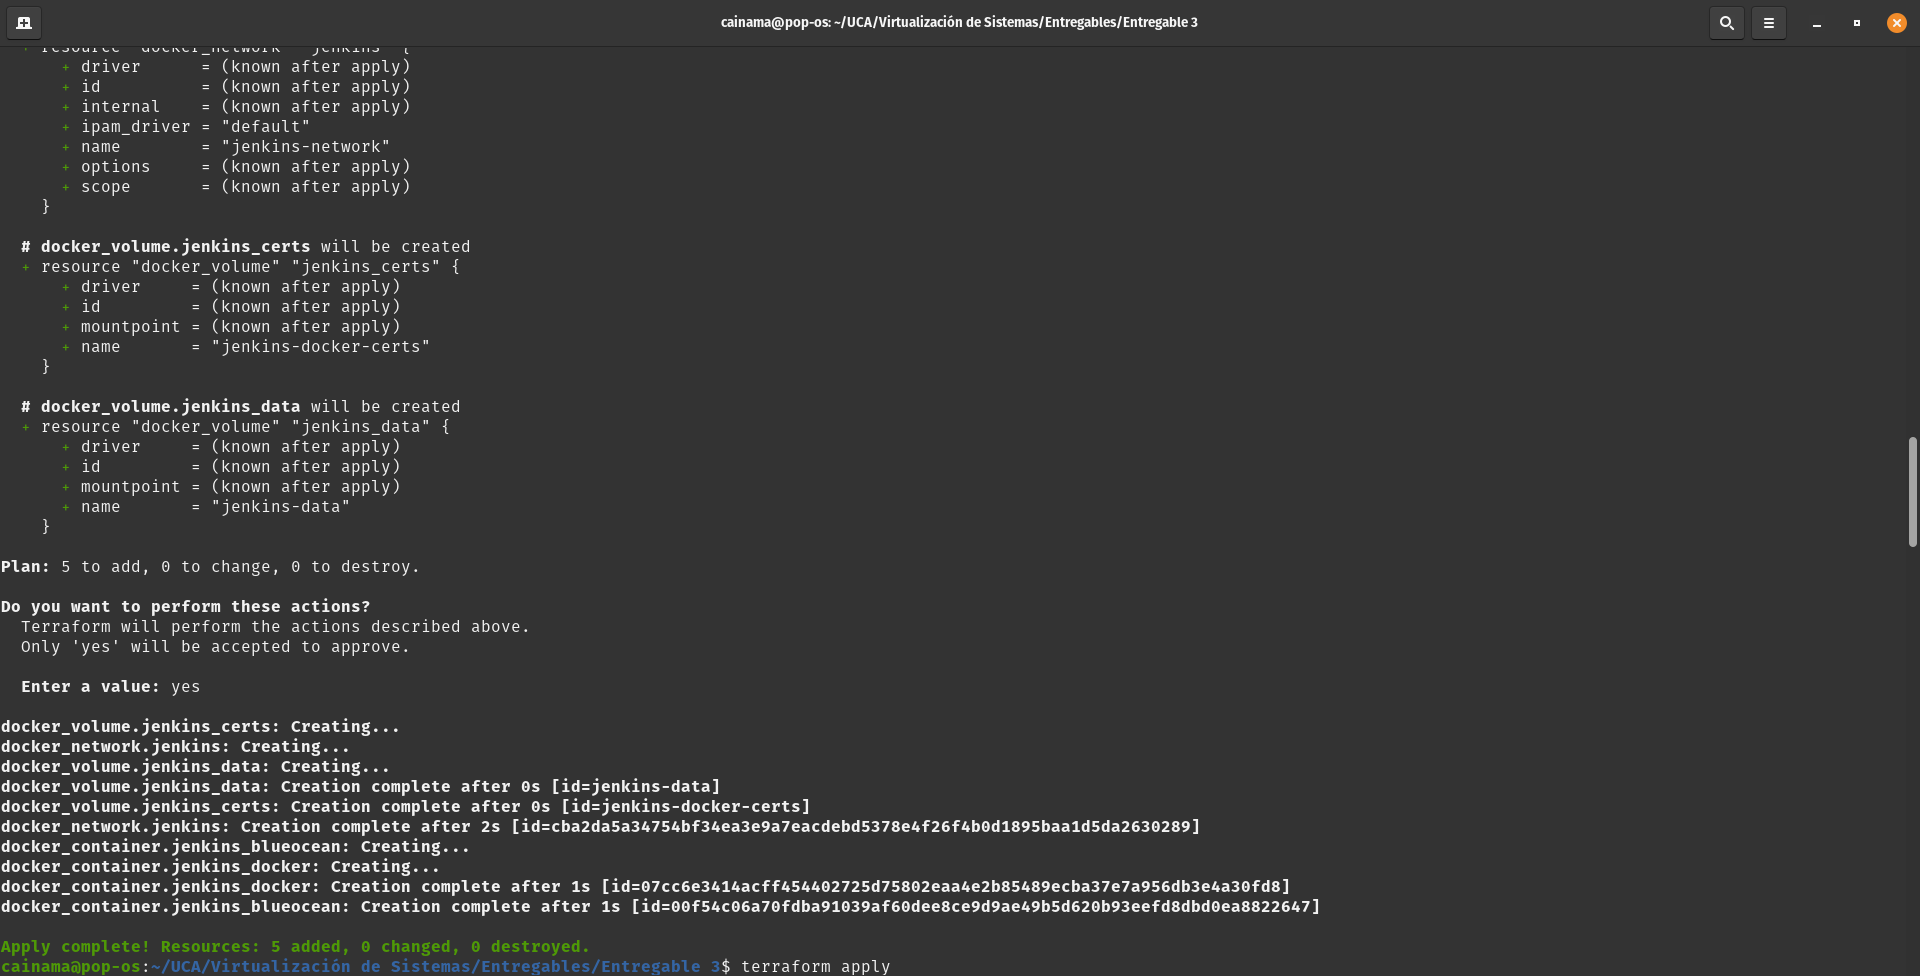 cainama@pop-os: ~/UCA/Virtualización de Sistemas/Entregables/Entregable 3
+ resource "docker_network" "jenkins" {
+ driver = (known after apply)
+ id = (known after apply)
+ internal = (known after apply)
+ ipam_driver = "default"
+ name = "jenkins-network"
+ options = (known after apply)
+ scope = (known after apply)
}
# docker_volume.jenkins_certs will be created
+ resource "docker_volume" "jenkins_certs" {
+ driver = (known after apply)
+ id = (known after apply)
+ mountpoint = (known after apply)
+ name = "jenkins-docker-certs"
}
# docker_volume.jenkins_data will be created
+ resource "docker_volume" "jenkins_data" {
+ driver = (known after apply)
+ id = (known after apply)
+ mountpoint = (known after apply)
+ name = "jenkins-data"
}
Plan: 5 to add, 0 to change, 0 to destroy.
Do you want to perform these actions?
Terraform will perform the actions described above.
Only 'yes' will be accepted to approve.
Enter a value: yes
docker_volume.jenkins_certs: Creating...
docker_network.jenkins: Creating...
docker_volume.jenkins_data: Creating...
docker_volume.jenkins_data: Creation complete after 0s [id=jenkins-data]
docker_volume.jenkins_certs: Creation complete after 0s [id=jenkins-docker-certs]
docker_network.jenkins: Creation complete after 2s [id=cba2da5a34754bf34ea3e9a7eacdebd5378e4f26f4b0d1895baa1d5da2630289]
docker_container.jenkins_blueocean: Creating...
docker_container.jenkins_docker: Creating...
docker_container.jenkins_docker: Creation complete after 1s [id=07cc6e3414acff454402725d75802eaa4e2b85489ecba37e7a956db3e4a30fd8]
docker_container.jenkins_blueocean: Creation complete after 1s [id=00f54c06a70fdba91039af60dee8ce9d9ae49b5d620b93eefd8dbd0ea8822647]
Apply complete! Resources: 5 added, 0 changed, 0 destroyed.
cainama@pop-os:~/UCA/Virtualización de Sistemas/Entregables/Entregable 3$ terraform apply